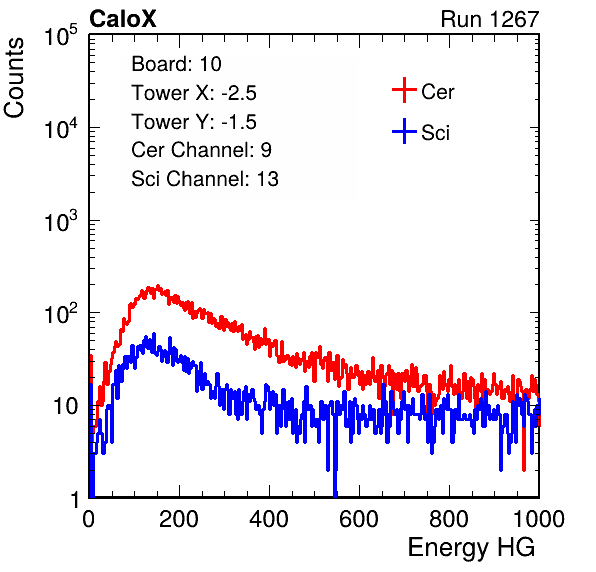 CaloX Run 1267
Counts
Board: 10
Tower X: -2.5
Tower Y: -1.5
Cer Channel: 9
Sci Channel: 13
Cer
Sci
10^5
10^4
10^3
10^2
10
1
0 200 400 600 800 1000
Energy HG